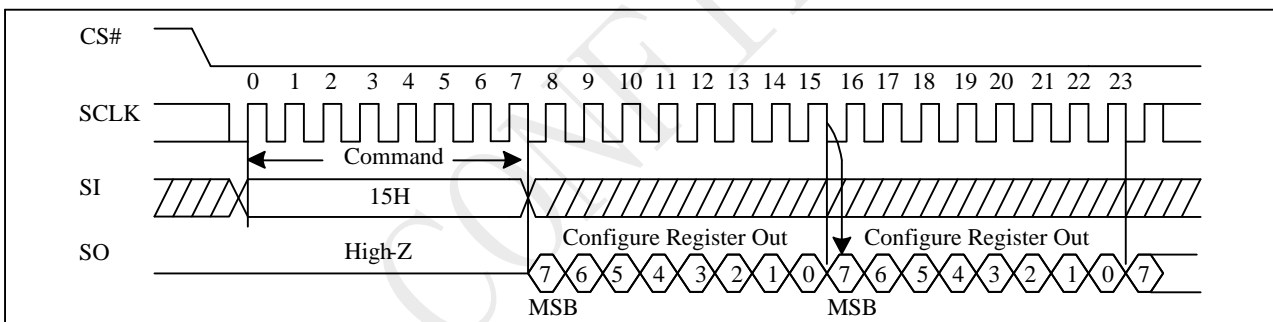 CS#
0 1 2 3 4 5 6 7 8 9 10 11 12 13 14 15 16 17 18 19 20 21 22 23
SCLK
Command
SI
15H
SO
High-Z
Configure Register Out Configure Register Out
7 6 5 4 3 2 1 0 7 6 5 4 3 2 1 0 7
MSB MSB